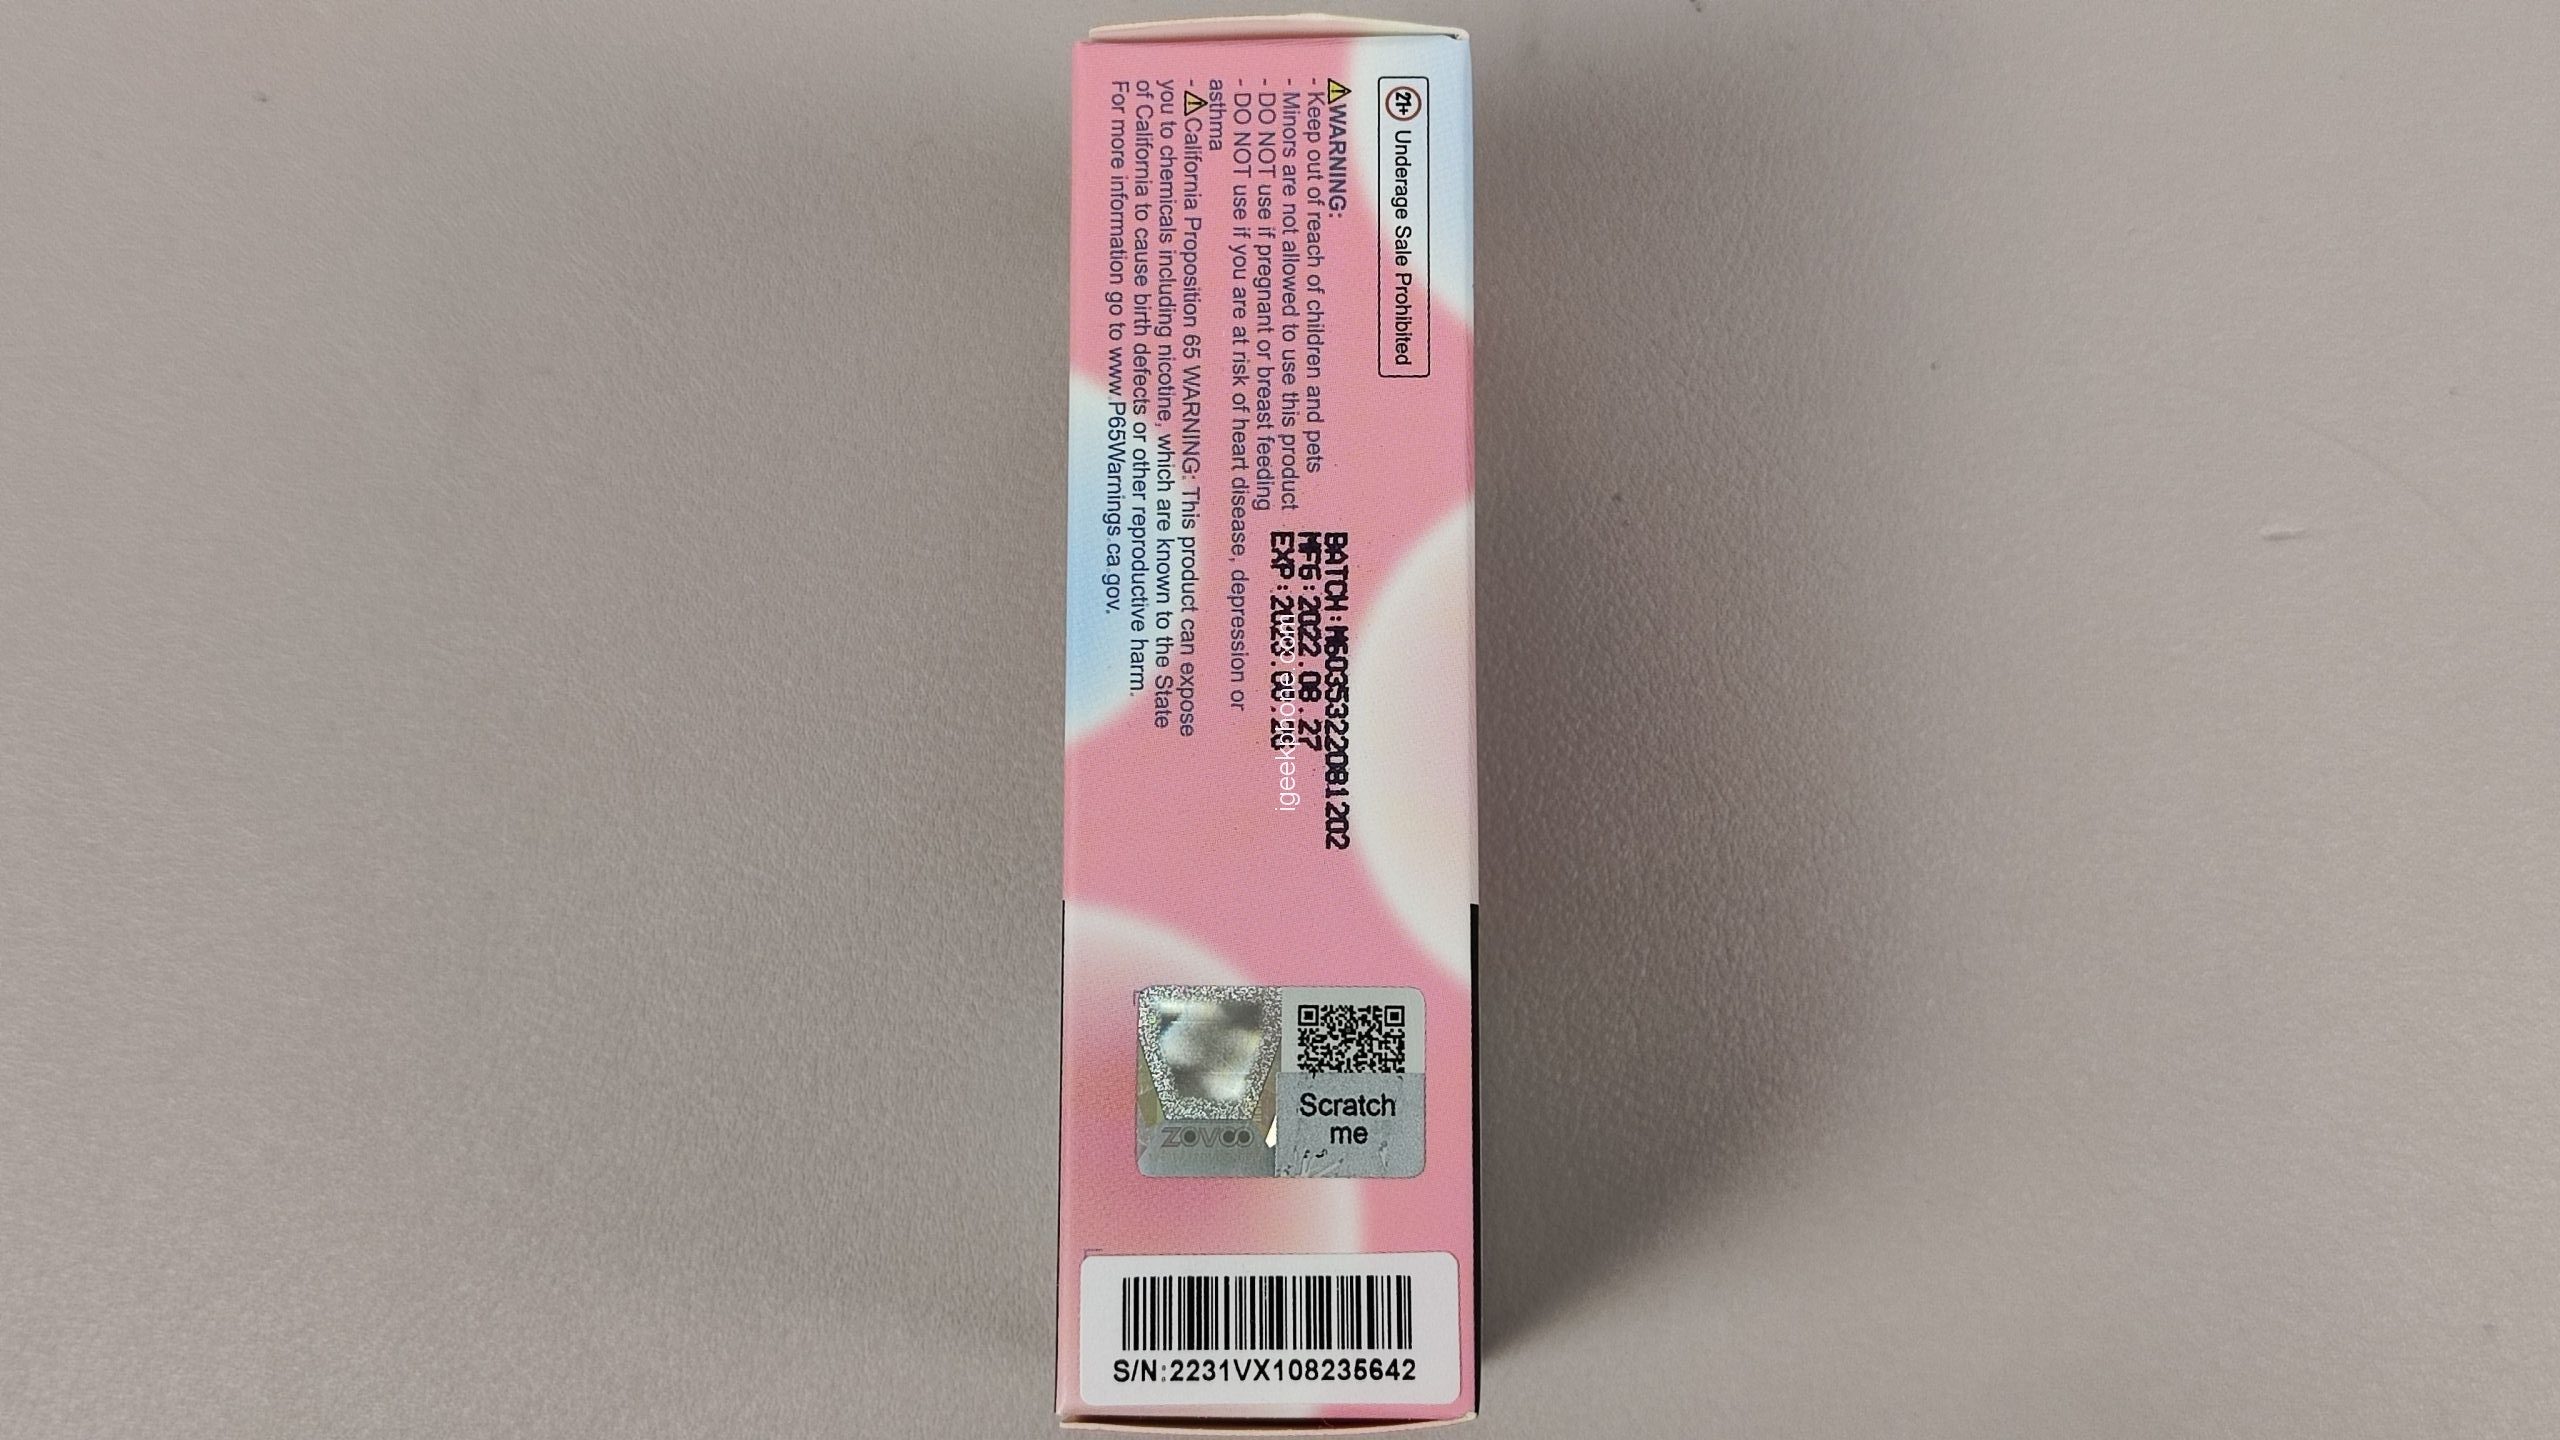 21+ Underage Sale Prohibited
WARNING:
- Keep out of reach of children and pets
- Minors are not allowed to use this product
- DO NOT use if pregnant or breast feeding
- DO NOT use if you are at risk of heart disease, depression or
asthma
- California Proposition 65 WARNING: This product can expose
you to chemicals including nicotine, which are known to the State
of California to cause birth defects or other reproductive harm.
For more information go to www.P65Warnings.ca.gov.
BATCH:M6035322081202
MFG:2022.08.27
EXP:
igeekphone.com
Scratch
me
ZOVOO
S/N:2231VX108235642